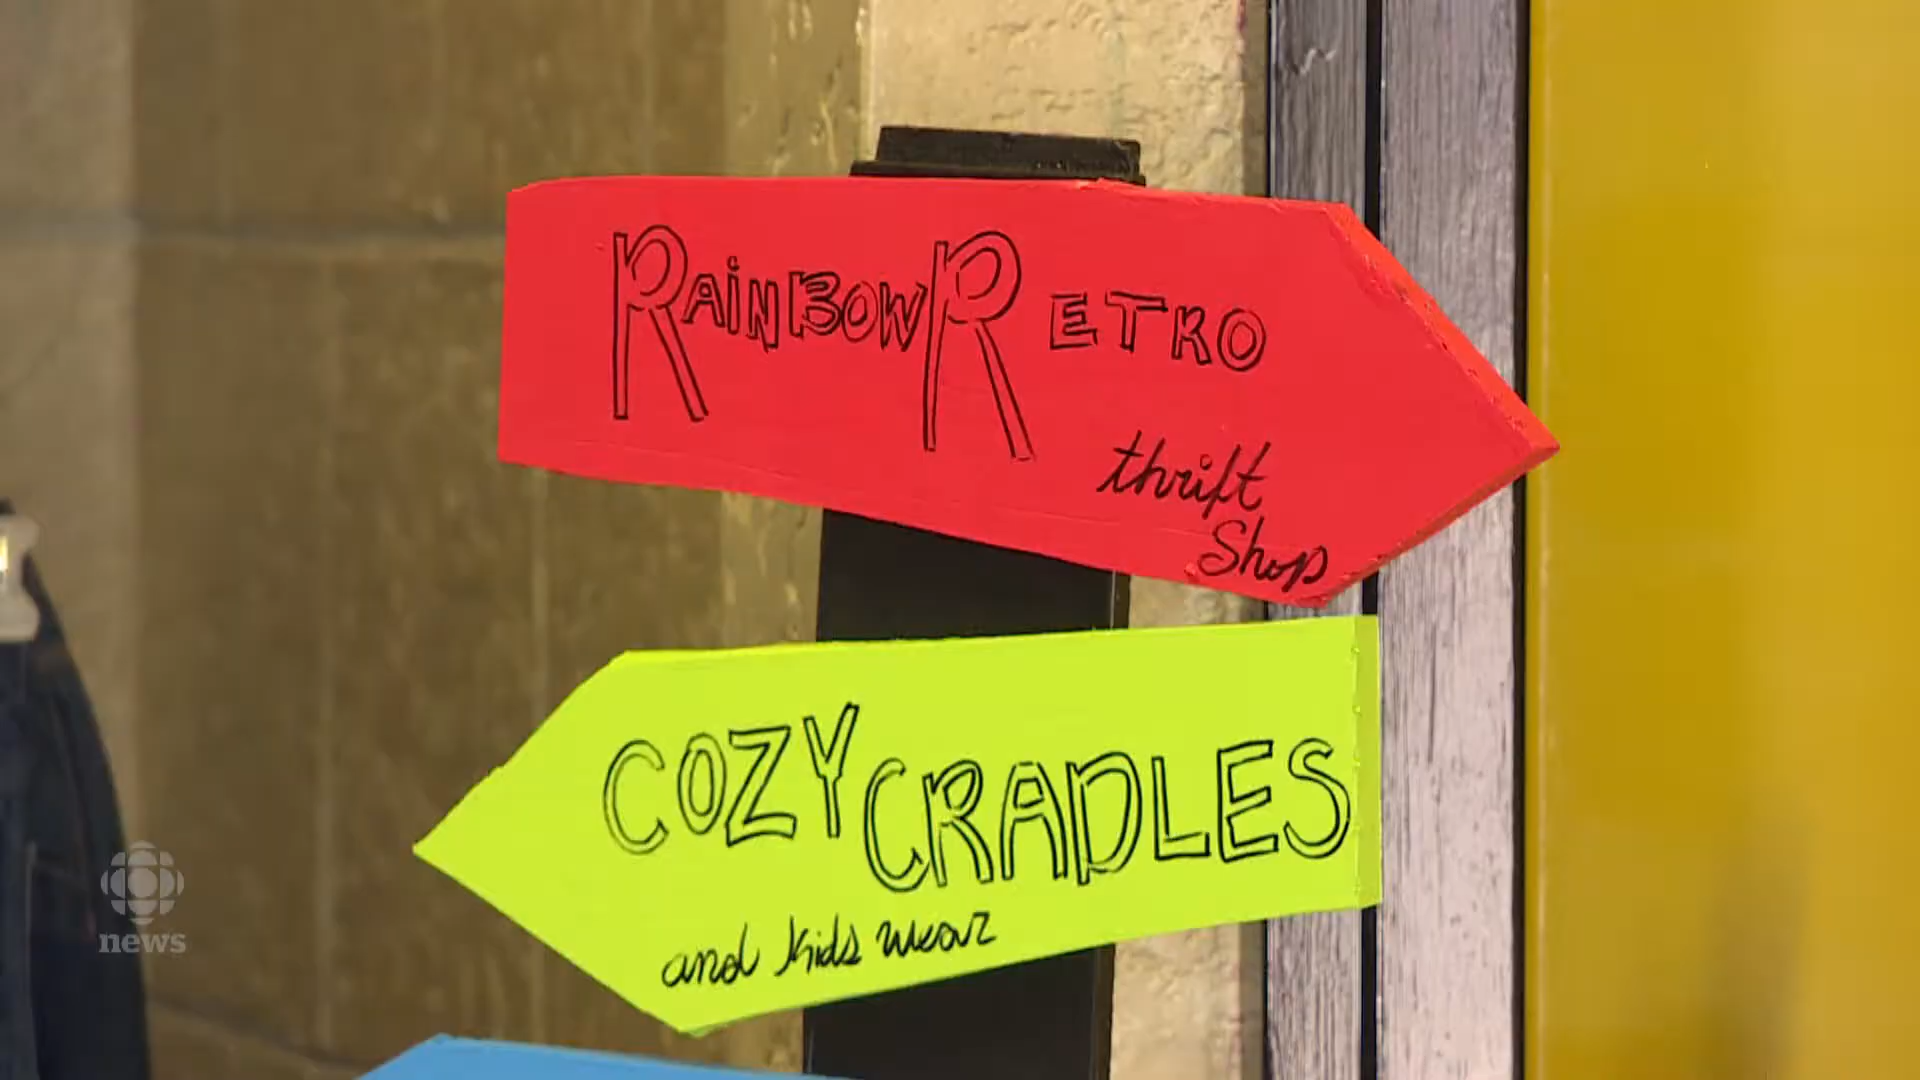 RAiNBOW RETRO
thrift
Shop
COZY CRADLES
and kids wear
news